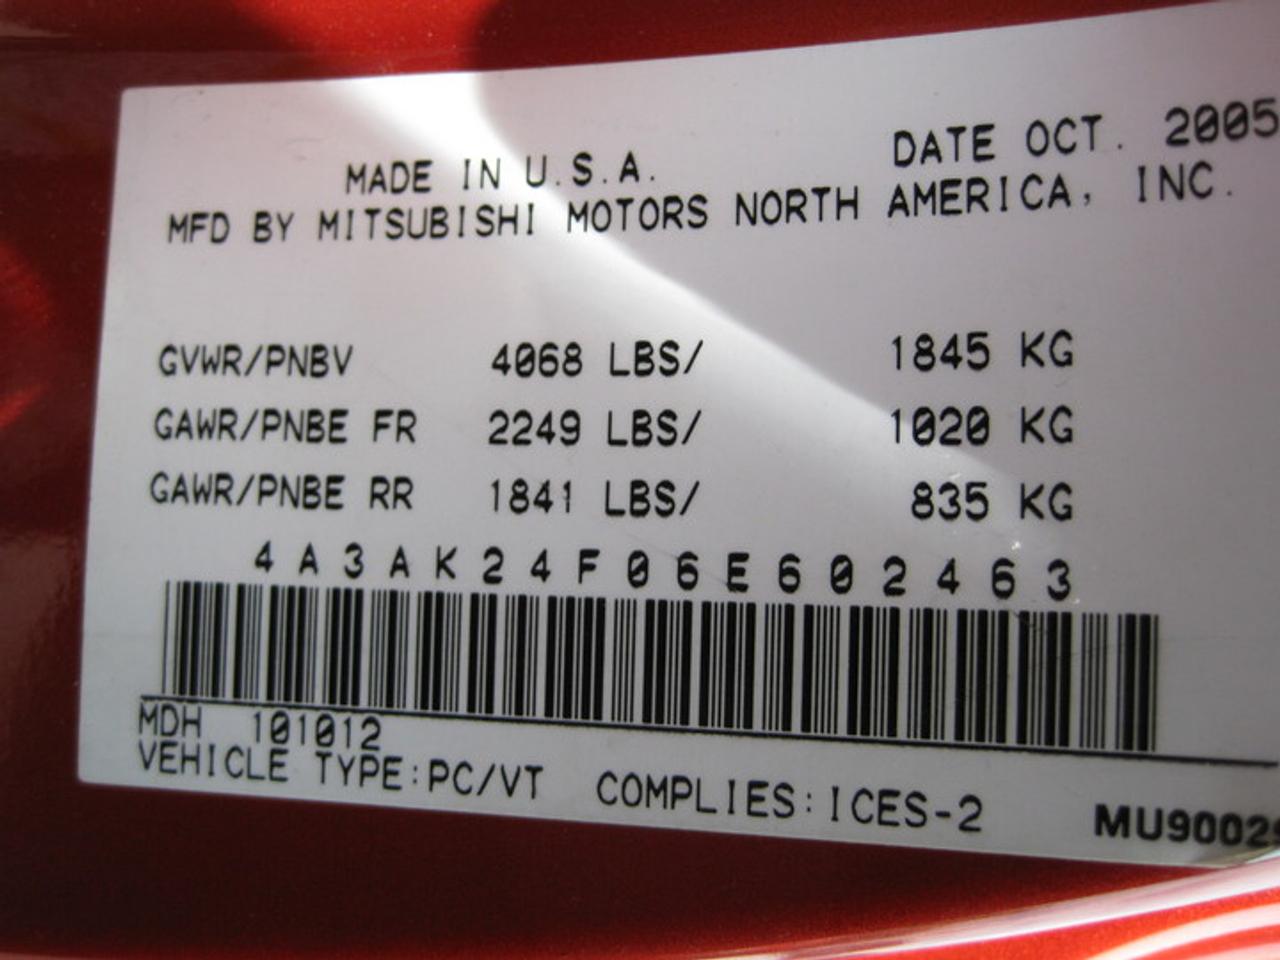 DATE OCT. 2005
MADE IN U.S.A.
MFD BY MITSUBISHI MOTORS NORTH AMERICA, INC.
GVWR/PNBV 4068 LBS/ 1845 KG
GAWR/PNBE FR 2249 LBS/ 1020 KG
GAWR/PNBE RR 1841 LBS/ 835 KG
4A3AK24F06E602463
MDH 101012
VEHICLE TYPE:PC/VT COMPLIES:ICES-2